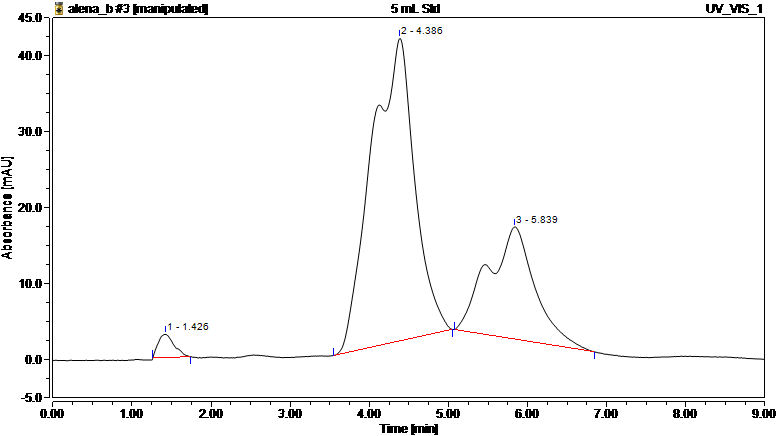 alena_b #3 [manipulated] 5 mL Std UV_VIS_1
45.0
40.0
30.0
20.0
10.0
0.0
-5.0
Absorbance [mAU]
1 - 1.426
2 - 4.386
3 - 5.839
0.00 1.00 2.00 3.00 4.00 5.00 6.00 7.00 8.00 9.00
Time [min]